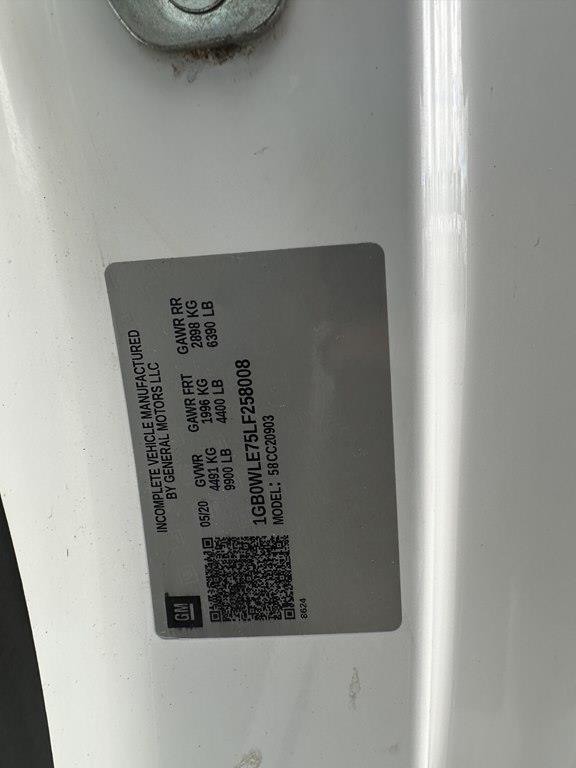 INCOMPLETE VEHICLE MANUFACTURED
BY GENERAL MOTORS LLC
05/20 GVWR GAWR FRT GAWR RR
4491 KG 1996 KG 2898 KG
9900 LB 4400 LB 6390 LB
1GB0WLE75LF258008
MODEL: 58CC20903
GM
8624